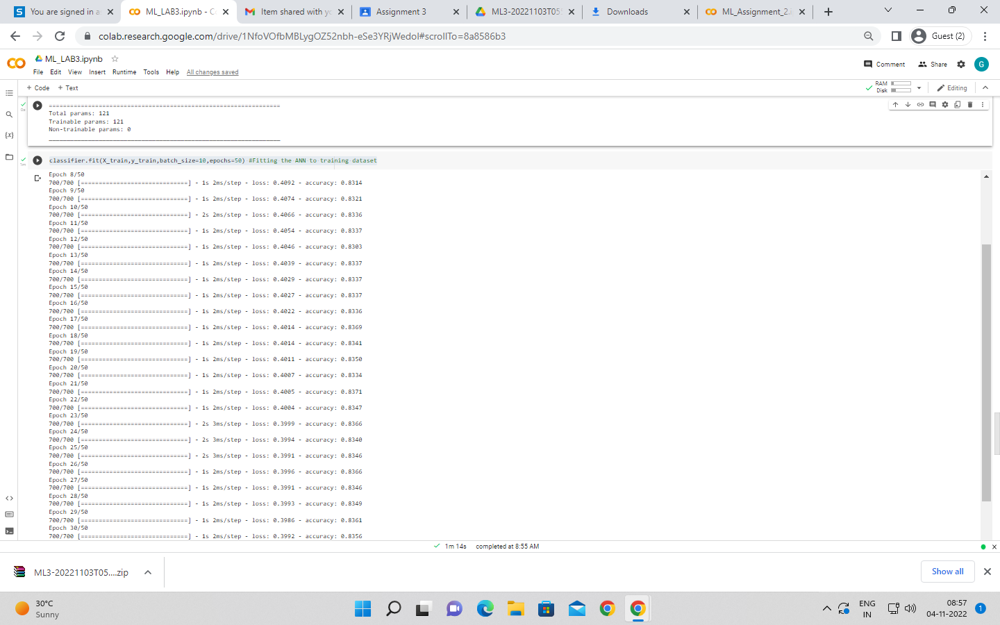 You are signed in a
ML_LAB3.ipynb - C
Item shared with y
Assignment 3
ML3-20221103T05
Downloads
ML_Assignment_2.i
colab.research.google.com/drive/1NfoVOfbMBLygOZ52nbh-eSe3YRjWedoI#scrollTo=8a8586b3
Guest (2)
ML_LAB3.ipynb
Comment
Share
G
File Edit View Insert Runtime Tools Help All changes saved
+ Code + Text
RAM
Disk
Editing
=================================================================
Total params: 121
Trainable params: 121
Non-trainable params: 0
_________________________________________________________________
classifier.fit(X_train,y_train,batch_size=10,epochs=50) #Fitting the ANN to training dataset
Epoch 8/50
700/700 [==============================] - 1s 2ms/step - loss: 0.4092 - accuracy: 0.8314
Epoch 9/50
700/700 [==============================] - 1s 2ms/step - loss: 0.4074 - accuracy: 0.8321
Epoch 10/50
700/700 [==============================] - 2s 2ms/step - loss: 0.4066 - accuracy: 0.8336
Epoch 11/50
700/700 [==============================] - 1s 2ms/step - loss: 0.4054 - accuracy: 0.8337
Epoch 12/50
700/700 [==============================] - 1s 2ms/step - loss: 0.4046 - accuracy: 0.8303
Epoch 13/50
700/700 [==============================] - 1s 2ms/step - loss: 0.4039 - accuracy: 0.8337
Epoch 14/50
700/700 [==============================] - 1s 2ms/step - loss: 0.4029 - accuracy: 0.8337
Epoch 15/50
700/700 [==============================] - 1s 2ms/step - loss: 0.4027 - accuracy: 0.8337
Epoch 16/50
700/700 [==============================] - 1s 2ms/step - loss: 0.4022 - accuracy: 0.8336
Epoch 17/50
700/700 [==============================] - 1s 2ms/step - loss: 0.4014 - accuracy: 0.8369
Epoch 18/50
700/700 [==============================] - 1s 2ms/step - loss: 0.4014 - accuracy: 0.8341
Epoch 19/50
700/700 [==============================] - 1s 2ms/step - loss: 0.4011 - accuracy: 0.8350
Epoch 20/50
700/700 [==============================] - 1s 2ms/step - loss: 0.4007 - accuracy: 0.8334
Epoch 21/50
700/700 [==============================] - 1s 2ms/step - loss: 0.4005 - accuracy: 0.8371
Epoch 22/50
700/700 [==============================] - 1s 2ms/step - loss: 0.4004 - accuracy: 0.8347
Epoch 23/50
700/700 [==============================] - 2s 3ms/step - loss: 0.3999 - accuracy: 0.8366
Epoch 24/50
700/700 [==============================] - 2s 3ms/step - loss: 0.3994 - accuracy: 0.8340
Epoch 25/50
700/700 [==============================] - 2s 3ms/step - loss: 0.3991 - accuracy: 0.8346
Epoch 26/50
700/700 [==============================] - 1s 2ms/step - loss: 0.3996 - accuracy: 0.8366
Epoch 27/50
700/700 [==============================] - 1s 2ms/step - loss: 0.3991 - accuracy: 0.8346
Epoch 28/50
700/700 [==============================] - 1s 2ms/step - loss: 0.3993 - accuracy: 0.8349
Epoch 29/50
700/700 [==============================] - 1s 2ms/step - loss: 0.3986 - accuracy: 0.8361
Epoch 30/50
700/700 [==============================] - 1s 2ms/step - loss: 0.3992 - accuracy: 0.8356
1m 14s completed at 8:55 AM
ML3-20221103T05....zip
Show all
30°C
Sunny
ENG
IN
08:57
04-11-2022
1